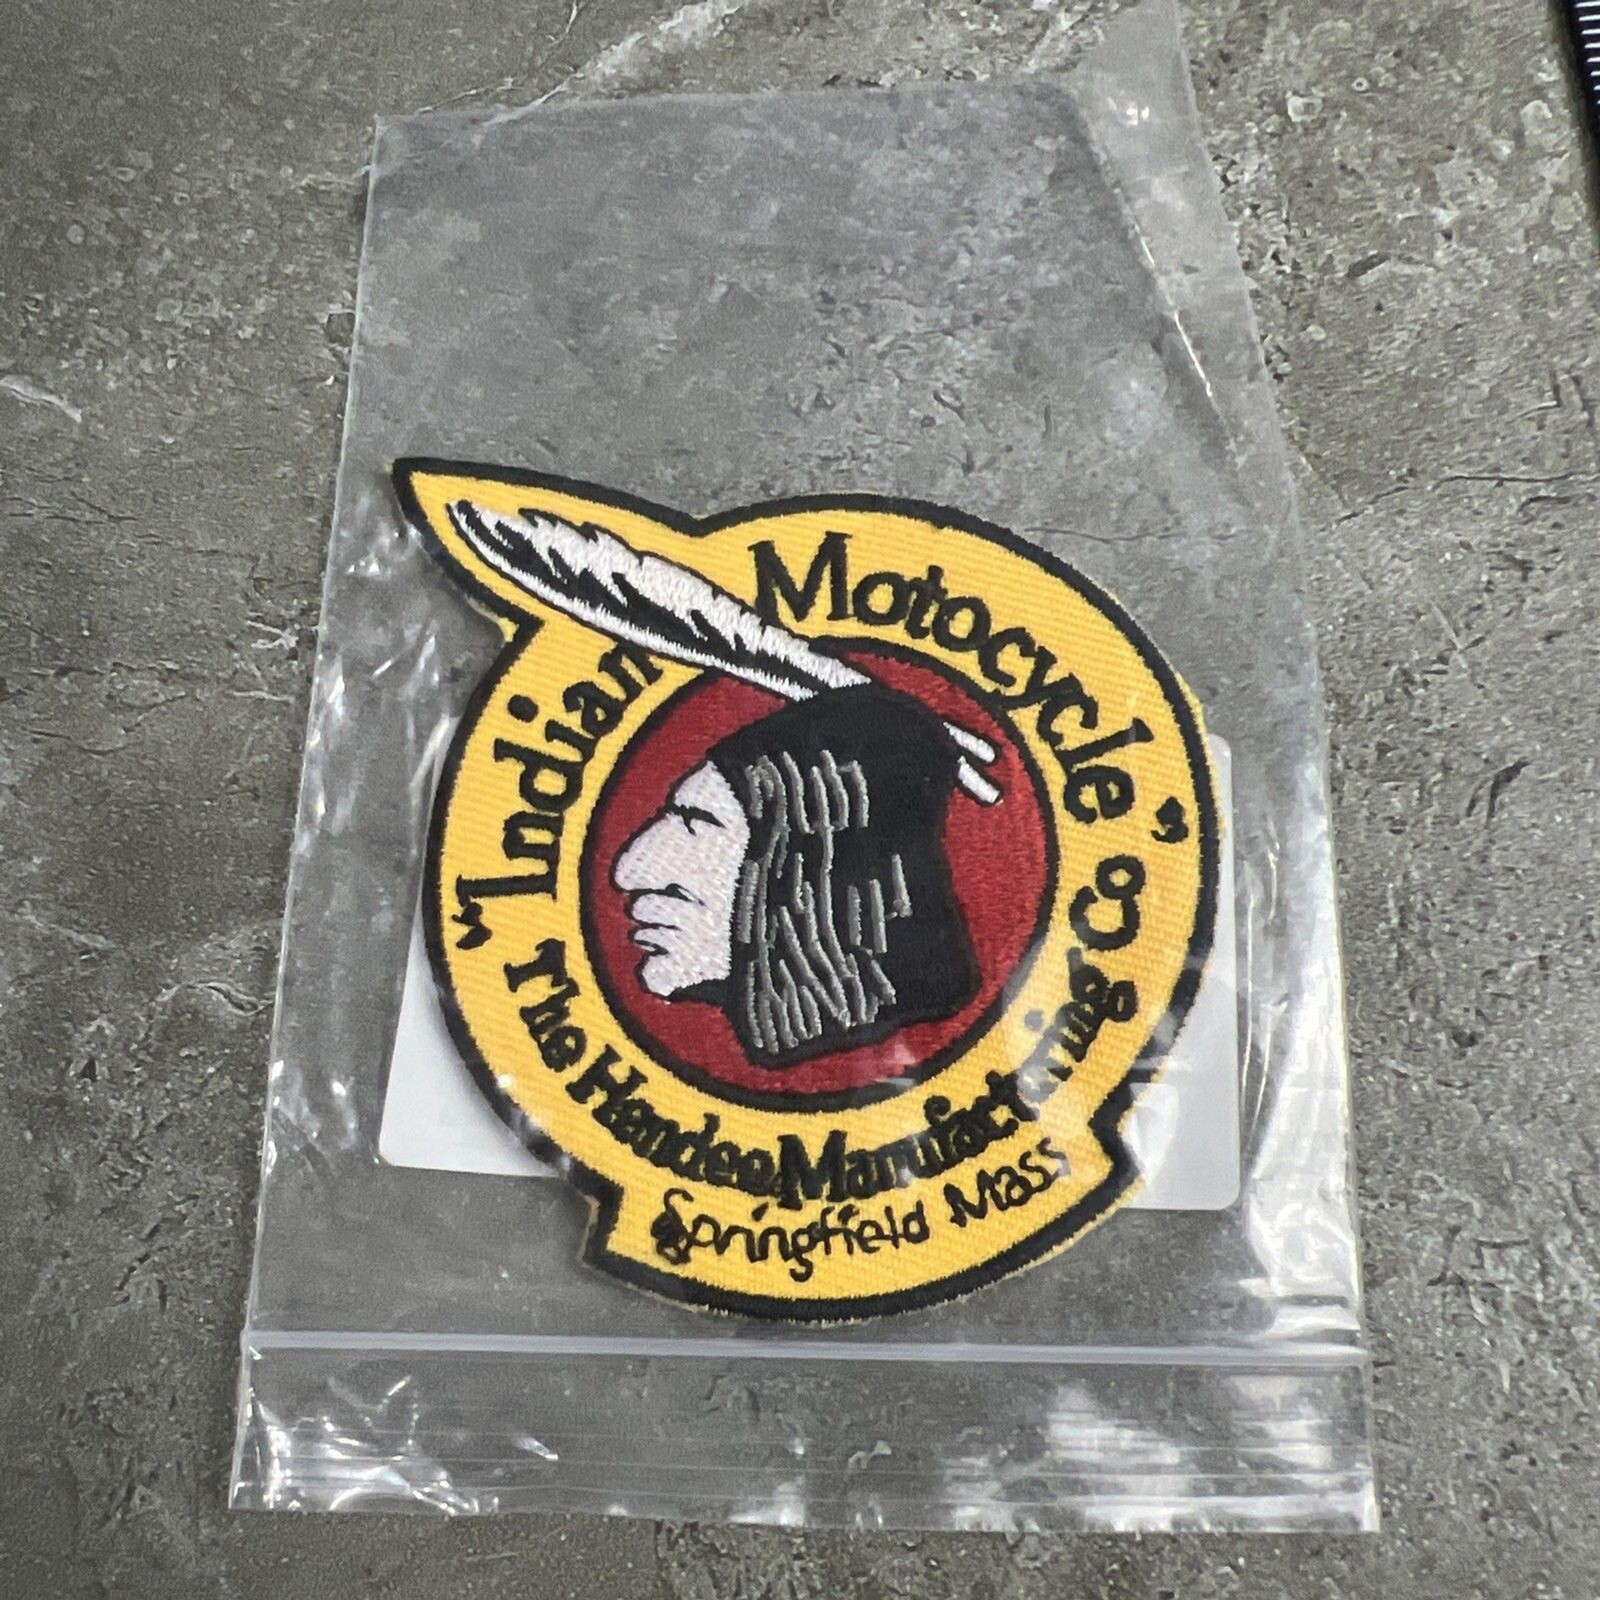 "Indian Motocycle"
The Hendee Manufacturing Co
Springfield Mass